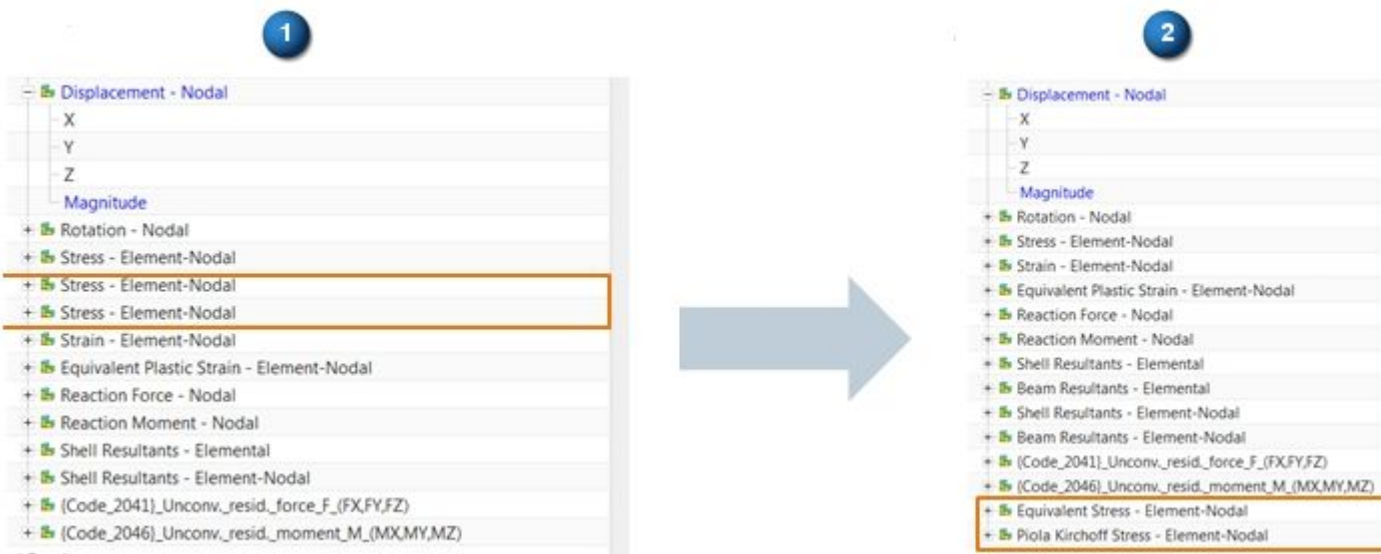 1
Displacement - Nodal
X
Y
Z
Magnitude
Rotation - Nodal
Stress - Element-Nodal
Stress - Element-Nodal
Stress - Element-Nodal
Strain - Element-Nodal
Equivalent Plastic Strain - Element-Nodal
Reaction Force - Nodal
Reaction Moment - Nodal
Shell Resultants - Elemental
Shell Resultants - Element-Nodal
{Code_2041}_Unconv._resid._force_F_(FX,FY,FZ)
{Code_2046}_Unconv._resid._moment_M_(MX,MY,MZ)
2
Displacement - Nodal
X
Y
Z
Magnitude
Rotation - Nodal
Stress - Element-Nodal
Strain - Element-Nodal
Equivalent Plastic Strain - Element-Nodal
Reaction Force - Nodal
Reaction Moment - Nodal
Shell Resultants - Elemental
Beam Resultants - Elemental
Shell Resultants - Element-Nodal
Beam Resultants - Element-Nodal
{Code_2041}_Unconv._resid._force_F_(FX,FY,FZ)
{Code_2046}_Unconv._resid._moment_M_(MX,MY,MZ)
Equivalent Stress - Element-Nodal
Piola Kirchoff Stress - Element-Nodal